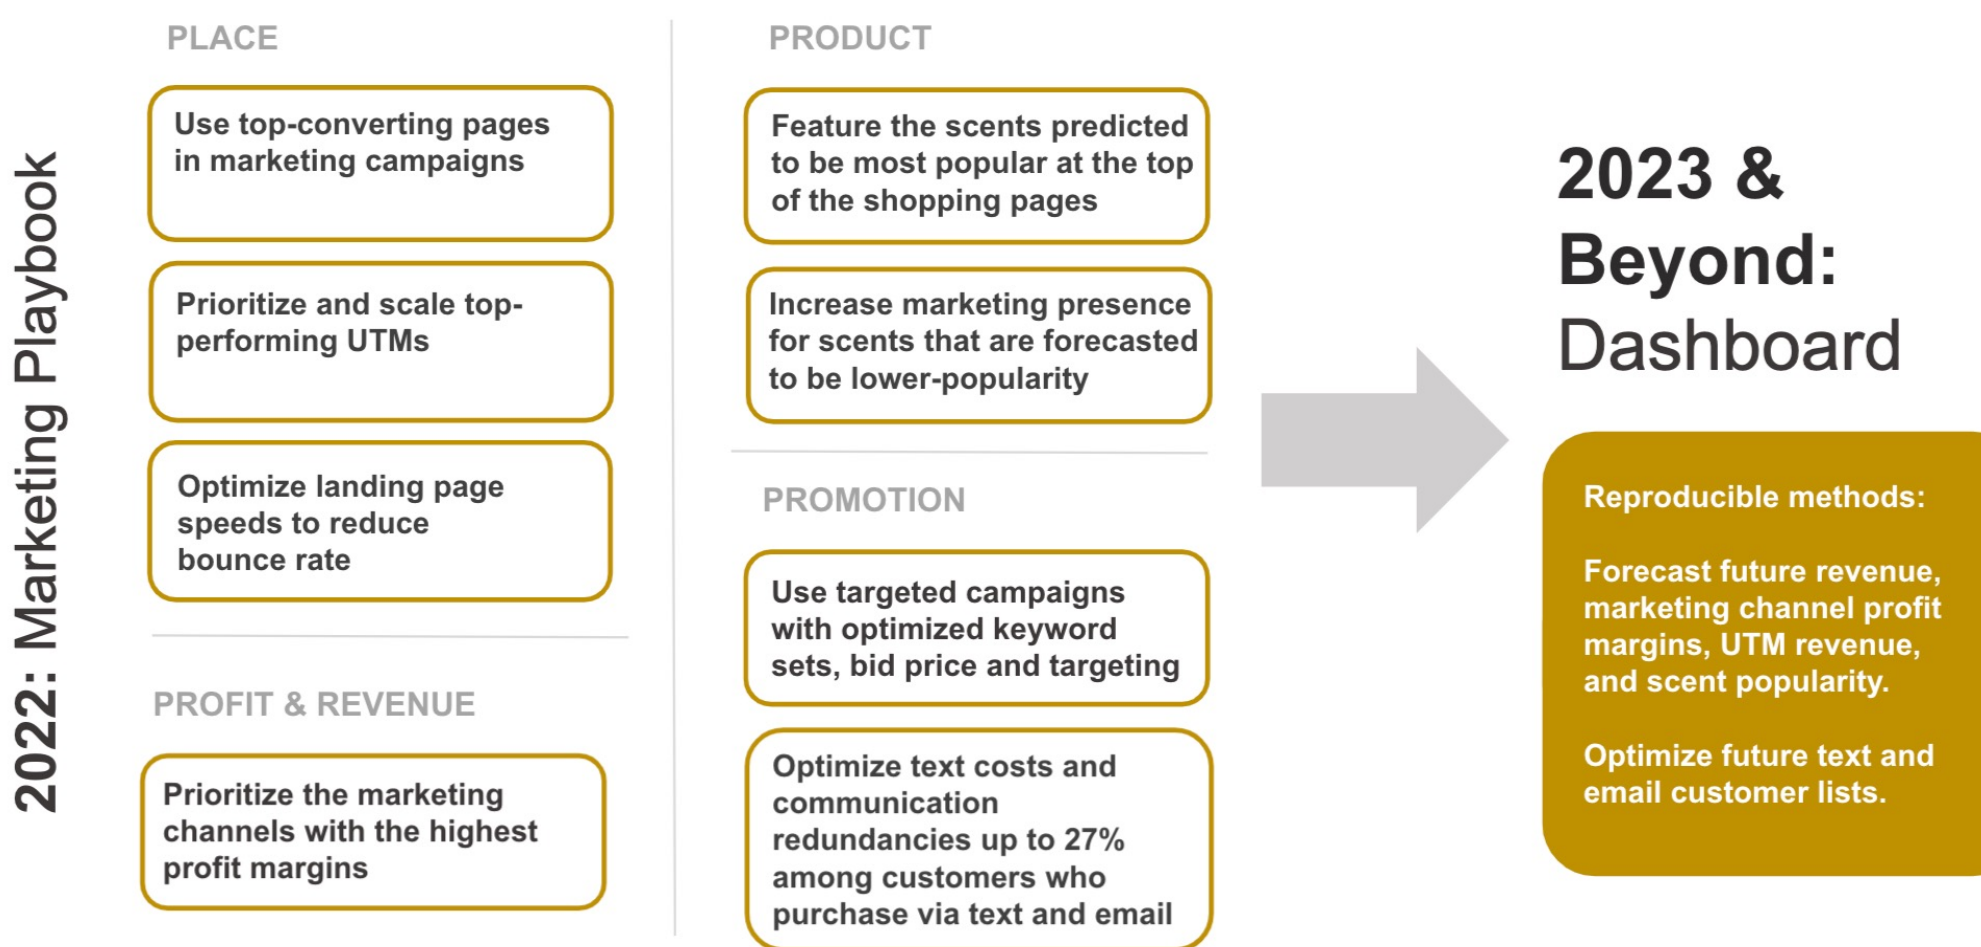 2022: Marketing Playbook
PLACE
Use top-converting pages
in marketing campaigns
Prioritize and scale top-
performing UTMs
Optimize landing page
speeds to reduce
bounce rate
PROFIT & REVENUE
Prioritize the marketing
channels with the highest
profit margins
PRODUCT
Feature the scents predicted
to be most popular at the top
of the shopping pages
Increase marketing presence
for scents that are forecasted
to be lower-popularity
PROMOTION
Use targeted campaigns
with optimized keyword
sets, bid price and targeting
Optimize text costs and
communication
redundancies up to 27%
among customers who
purchase via text and email
2023 &
Beyond:
Dashboard
Reproducible methods:
Forecast future revenue,
marketing channel profit
margins, UTM revenue,
and scent popularity.
Optimize future text and
email customer lists.